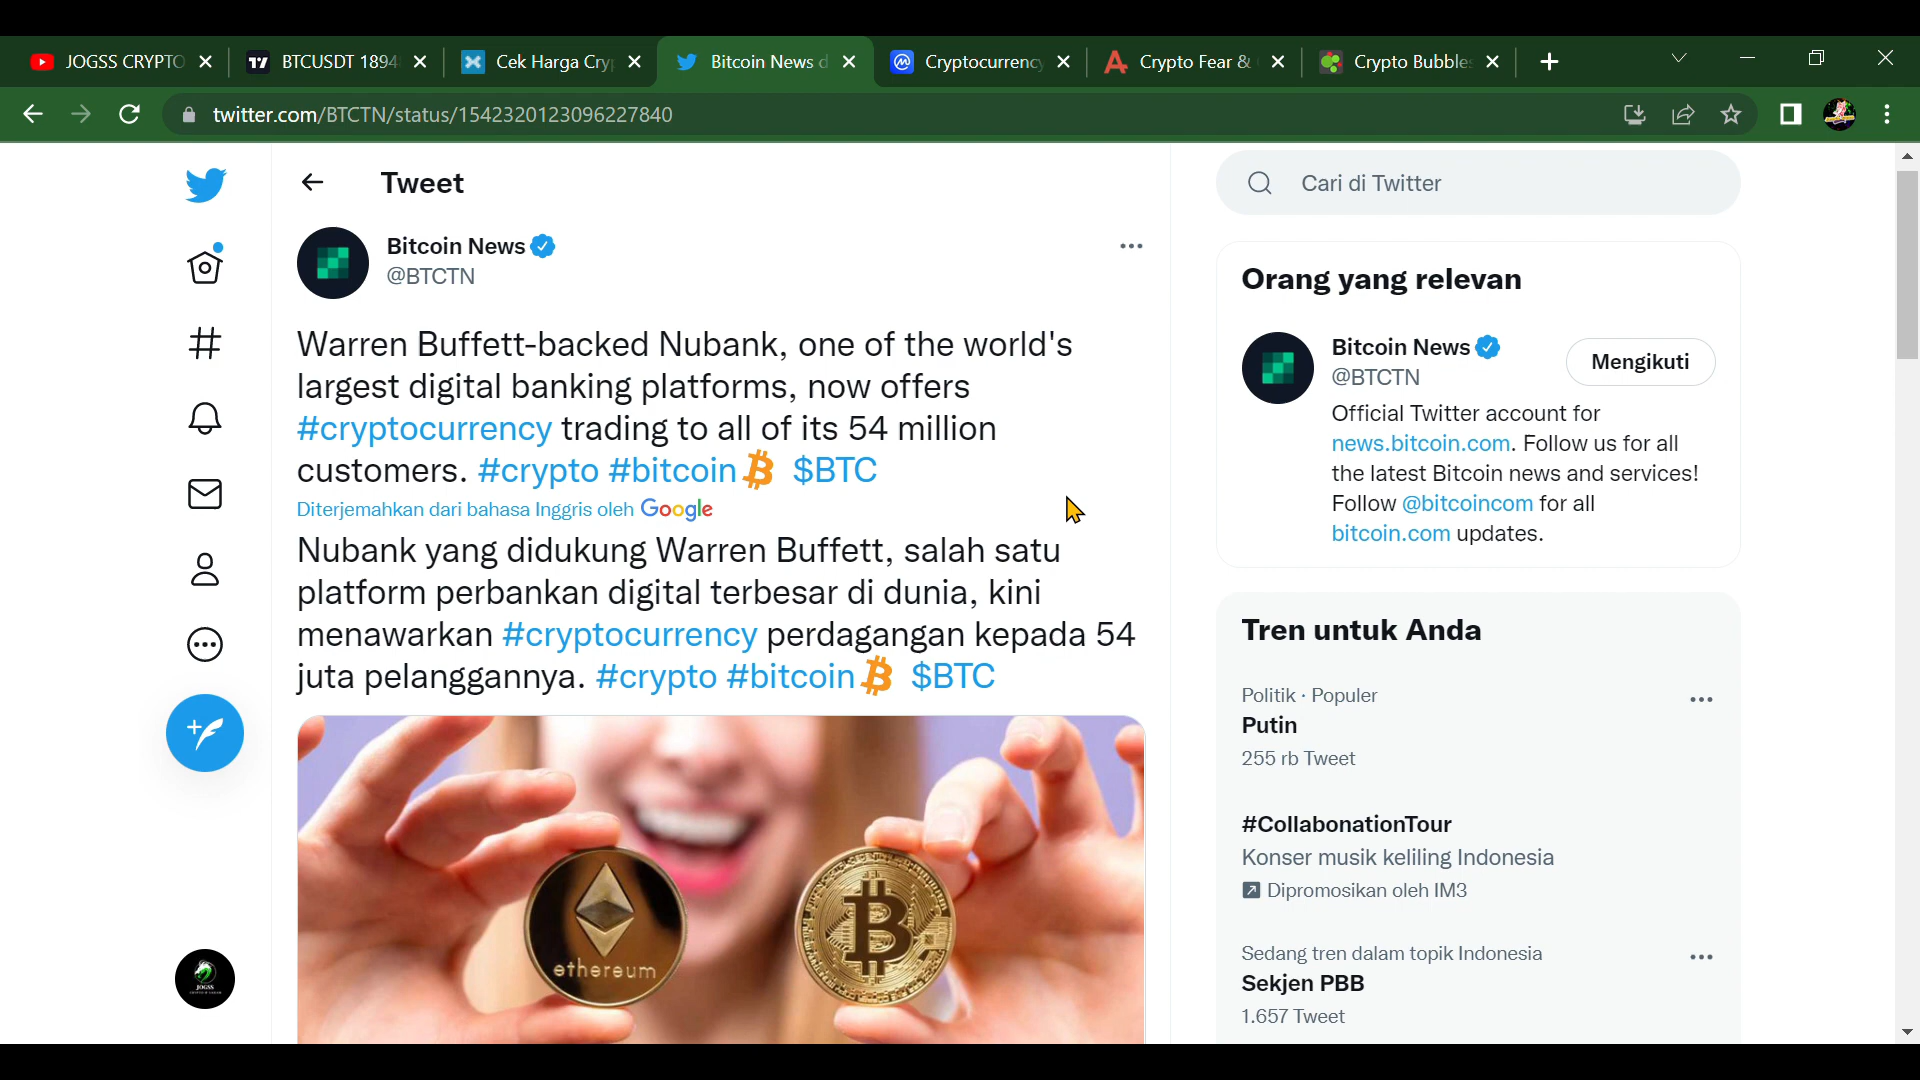 JOGSS CRYPTO
BTCUSDT 1894
Cek Harga Cry
Bitcoin News d
Cryptocurrency
Crypto Fear &
Crypto Bubbles
twitter.com/BTCTN/status/1542320123096227840
Tweet
Bitcoin News
@BTCTN
Warren Buffett-backed Nubank, one of the world's
largest digital banking platforms, now offers
#cryptocurrency trading to all of its 54 million
customers. #crypto #bitcoin $BTC
Diterjemahkan dari bahasa Inggris oleh Google
Nubank yang didukung Warren Buffett, salah satu
platform perbankan digital terbesar di dunia, kini
menawarkan #cryptocurrency perdagangan kepada 54
juta pelanggannya. #crypto #bitcoin $BTC
ethereum
Cari di Twitter
Orang yang relevan
Bitcoin News
@BTCTN
Mengikuti
Official Twitter account for
news.bitcoin.com. Follow us for all
the latest Bitcoin news and services!
Follow @bitcoincom for all
bitcoin.com updates.
Tren untuk Anda
Politik · Populer
Putin
255 rb Tweet
#CollabonationTour
Konser musik keliling Indonesia
Dipromosikan oleh IM3
Sedang tren dalam topik Indonesia
Sekjen PBB
1.657 Tweet
JOGSS